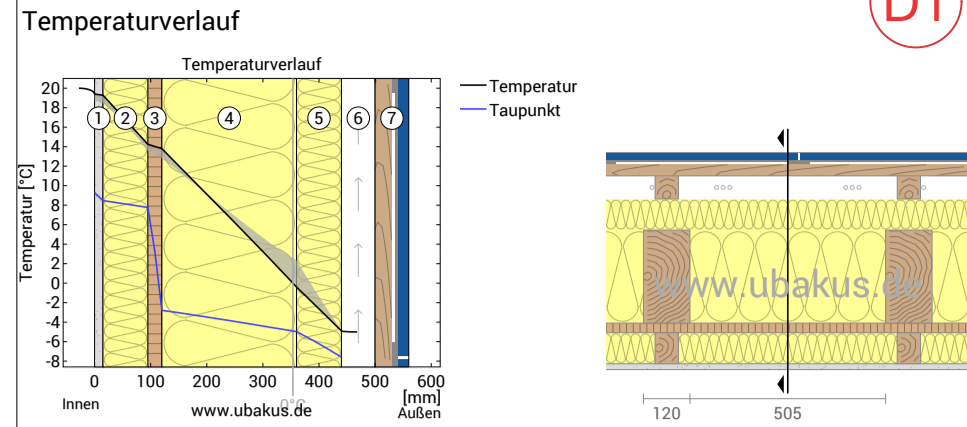 D1
Temperaturverlauf
Temperaturverlauf
Temperatur
Taupunkt
Temperatur [°C]
20
18
16
14
12
10
8
6
4
2
0
-2
-4
-6
-8
1
2
3
4
5
6
7
0 100 200 300 400 500 600
[mm]
Innen
0°C
www.ubakus.de
Außen
www.ubakus.de
120
505